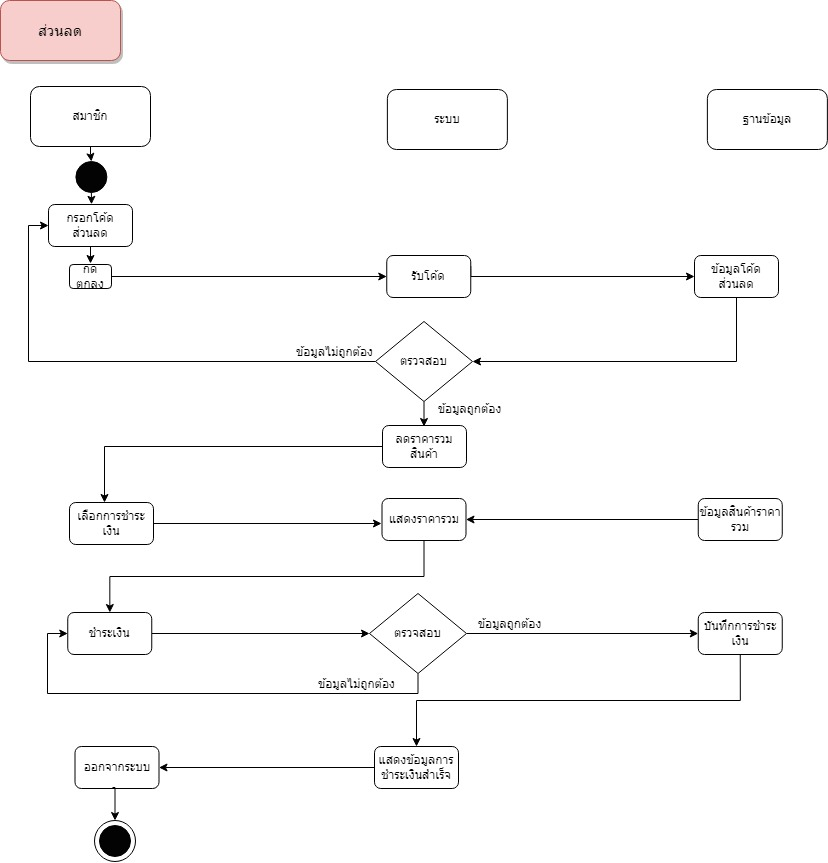 ส่วนลด
สมาชิก
ระบบ
ฐานข้อมูล
กรอกโค้ด
ส่วนลด
กด
ตกลง
รับโค้ด
ข้อมูลโค้ด
ส่วนลด
ข้อมูลไม่ถูกต้อง
ตรวจสอบ
ข้อมูลถูกต้อง
ลดราคารวม
สินค้า
เลือกการชำระ
เงิน
แสดงราคารวม
ข้อมูลสินค้าราคา
รวม
ชำระเงิน
ตรวจสอบ
ข้อมูลถูกต้อง
บันทึกการชำระ
เงิน
ข้อมูลไม่ถูกต้อง
ออกจากระบบ
แสดงข้อมูลการ
ชำระเงินสำเร็จ